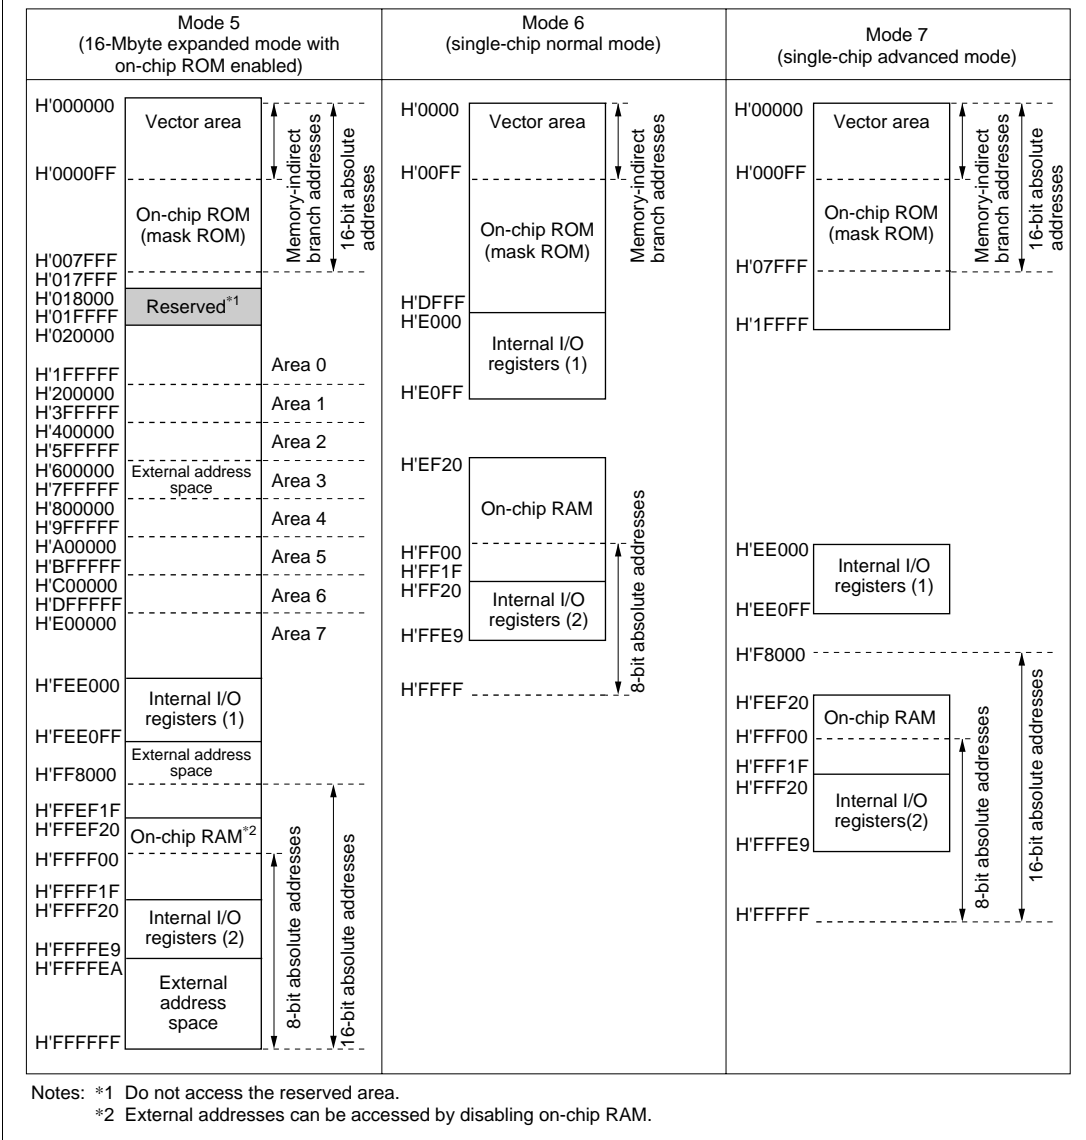 Mode 5
(16-Mbyte expanded mode with
on-chip ROM enabled)
H'000000
Vector area
H'0000FF
On-chip ROM
(mask ROM)
H'007FFF
H'017FFF
H'018000
Reserved*1
H'01FFFF
H'020000
Memory-indirect
branch addresses
16-bit absolute
addresses
Area 0
H'1FFFFF
H'200000
Area 1
H'3FFFFF
H'400000
Area 2
H'5FFFFF
H'600000
External address
space
Area 3
H'7FFFFF
H'800000
Area 4
H'9FFFFF
H'A00000
Area 5
H'BFFFFF
H'C00000
Area 6
H'DFFFFF
H'E00000
Area 7
H'FEE000
Internal I/O
registers (1)
H'FEE0FF
External address
space
H'FF8000
H'FFEF1F
H'FFEF20
On-chip RAM*2
H'FFFF00
H'FFFF1F
H'FFFF20
Internal I/O
registers (2)
H'FFFFE9
H'FFFFEA
External
address
space
H'FFFFFF
8-bit absolute addresses
16-bit absolute addresses
Mode 6
(single-chip normal mode)
H'0000
Vector area
H'00FF
On-chip ROM
(mask ROM)
Memory-indirect
branch addresses
H'DFFF
H'E000
Internal I/O
registers (1)
H'E0FF
H'EF20
On-chip RAM
H'FF00
H'FF1F
H'FF20
Internal I/O
registers (2)
H'FFE9
H'FFFF
8-bit absolute addresses
Mode 7
(single-chip advanced mode)
H'00000
Vector area
H'000FF
On-chip ROM
(mask ROM)
H'07FFF
H'1FFFF
Memory-indirect
branch addresses
16-bit absolute
addresses
H'EE000
Internal I/O
registers (1)
H'EE0FF
H'F8000
H'FEF20
On-chip RAM
H'FFF00
H'FFF1F
H'FFF20
Internal I/O
registers(2)
H'FFFE9
H'FFFFF
8-bit absolute addresses
16-bit absolute addresses
Notes: *1 Do not access the reserved area.
*2 External addresses can be accessed by disabling on-chip RAM.